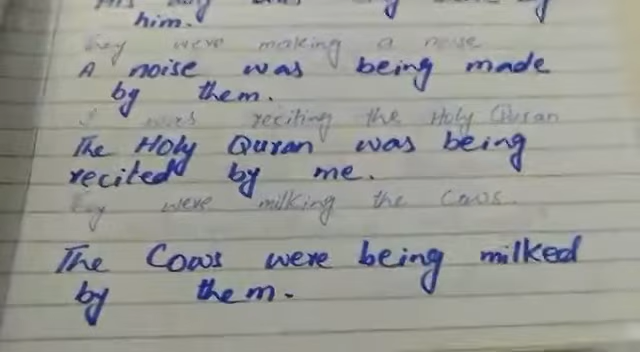 him.
They were making a noise
A noise was being made
by them.
I was reciting the Holy Quran
The Holy Quran was being
recited by me.
They were milking the cows.
The Cows were being milked
by them.